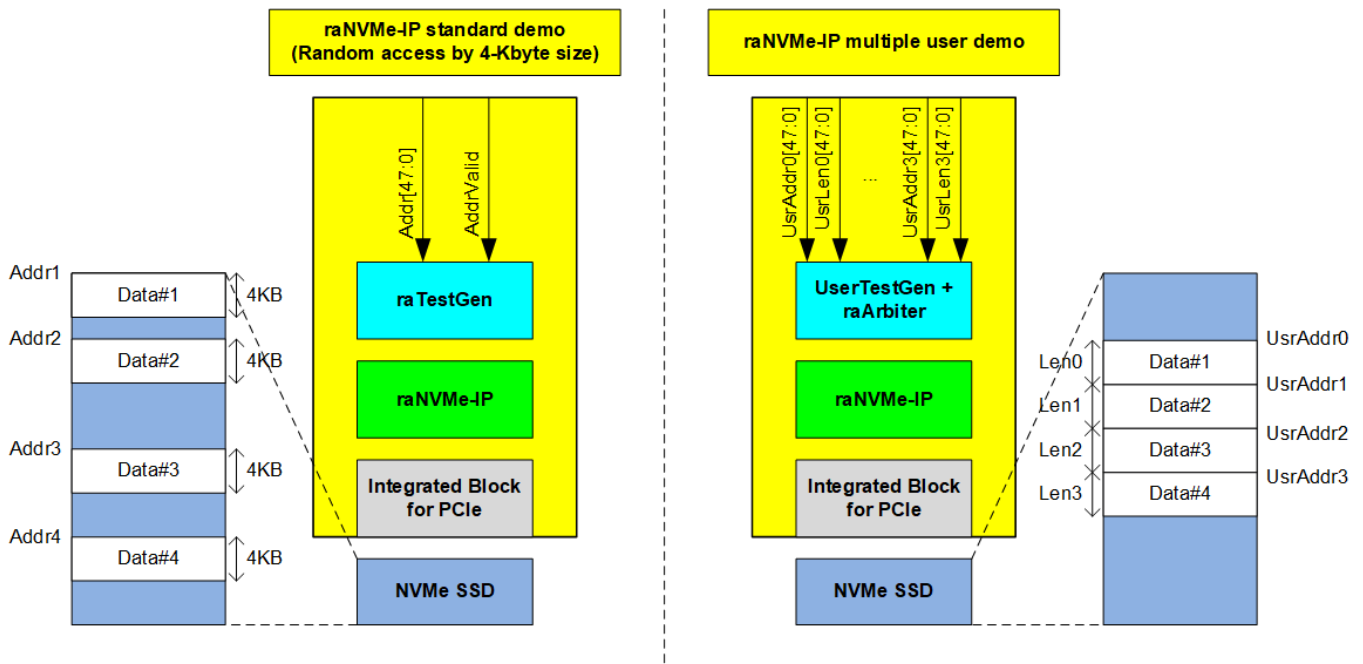 raNVMe-IP standard demo
(Random access by 4-Kbyte size)
Addr[47:0]
AddrValid
raTestGen
raNVMe-IP
Integrated Block
for PCIe
NVMe SSD
Addr1
Data#1
4KB
Addr2
Data#2
4KB
Addr3
Data#3
4KB
Addr4
Data#4
4KB
raNVMe-IP multiple user demo
UsrAddr0[47:0]
UsrLen0[47:0]
...
UsrAddr3[47:0]
UsrLen3[47:0]
UserTestGen +
raArbiter
raNVMe-IP
Integrated Block
for PCIe
NVMe SSD
UsrAddr0
Len0
Data#1
UsrAddr1
Len1
Data#2
UsrAddr2
Len2
Data#3
UsrAddr3
Len3
Data#4